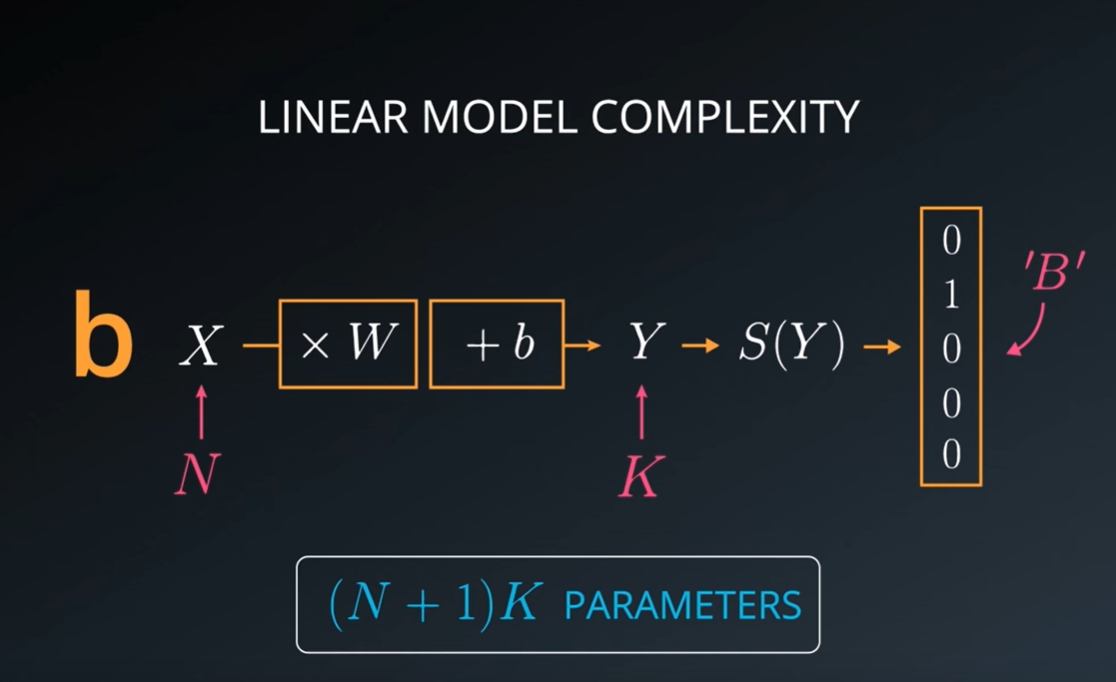 LINEAR MODEL COMPLEXITY
b X × W + b Y S(Y)
0
1
0
0
0
'B'
N K
(N + 1)K PARAMETERS